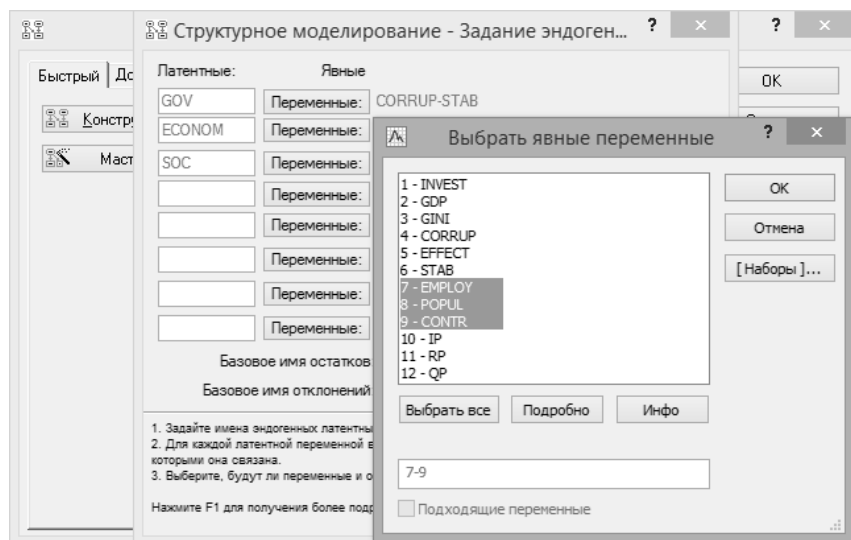 Структурное моделирование - Задание эндоген... ? ×
? ×
Быстрый
Латентные: Явные
OK
GOV Переменные: CORRUP-STAB
ECONOM Переменные:
SOC Переменные:
Переменные:
Переменные:
Переменные:
Переменные:
Переменные:
Базовое имя остатков
Базовое имя отклонений
1. Задайте имена эндогенных
2. Для каждой латентной переменной
которыми она связана.
3. Выберите, будут ли переменные и
Нажмите F1 для получения более
Выбрать явные переменные ? ×
1 - INVEST
2 - GDP
3 - GINI
4 - CORRUP
5 - EFFECT
6 - STAB
7 - EMPLOY
8 - POPUL
9 - CONTR
10 - IP
11 - RP
12 - QP
OK
Отмена
[ Наборы ]...
Выбрать все Подробно Инфо
7-9
Подходящие переменные